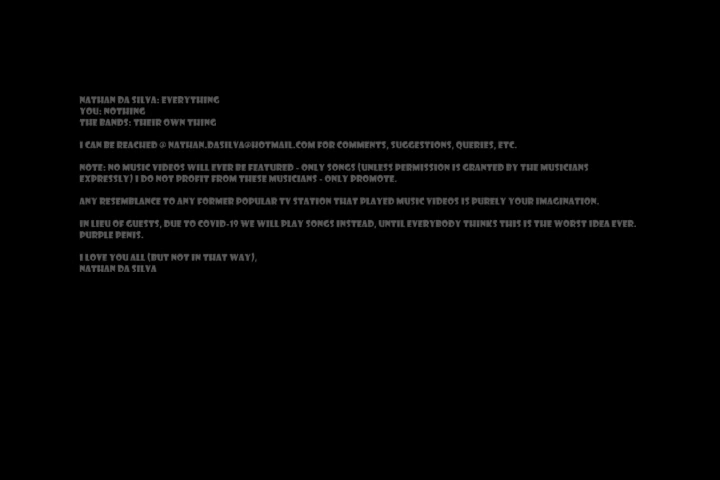 NATHAN DA SILVA: EVERYTHING
YOU: NOTHING
THE BANDS: THEIR OWN THING
I CAN BE REACHED @ NATHAN.DASILVA@HOTMAIL.COM FOR COMMENTS, SUGGESTIONS, QUERIES, ETC.
NOTE: NO MUSIC VIDEOS WILL EVER BE FEATURED - ONLY SONGS (UNLESS PERMISSION IS GRANTED BY THE MUSICIANS
EXPRESSLY) I DO NOT PROFIT FROM THESE MUSICIANS - ONLY PROMOTE.
ANY RESEMBLANCE TO ANY FORMER POPULAR TV STATION THAT PLAYED MUSIC VIDEOS IS PURELY YOUR IMAGINATION.
IN LIEU OF GUESTS, DUE TO COVID-19 WE WILL PLAY SONGS INSTEAD, UNTIL EVERYBODY THINKS THIS IS THE WORST IDEA EVER.
PURPLE PENIS.
I LOVE YOU ALL (BUT NOT IN THAT WAY),
NATHAN DA SILVA